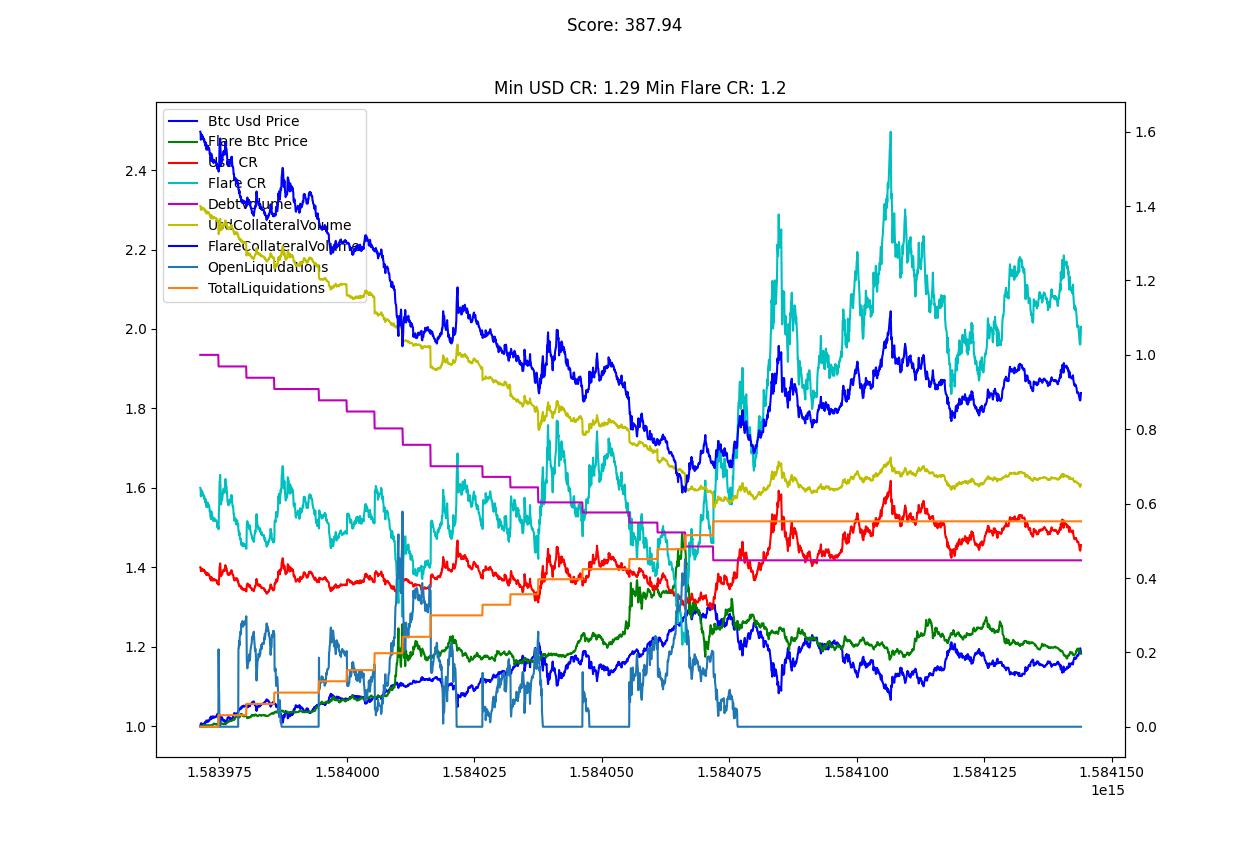 Score: 387.94
Min USD CR: 1.29 Min Flare CR: 1.2
Btc Usd Price
Flare Btc Price
Usd CR
Flare CR
DebtVolume
UsdCollateralVolume
FlareCollateralVolume
OpenLiquidations
TotalLiquidations
2.4
2.2
2.0
1.8
1.6
1.4
1.2
1.0
1.6
1.4
1.2
1.0
0.8
0.6
0.4
0.2
0.0
1.583975 1.584000 1.584025 1.584050 1.584075 1.584100 1.584125 1.584150
1e15